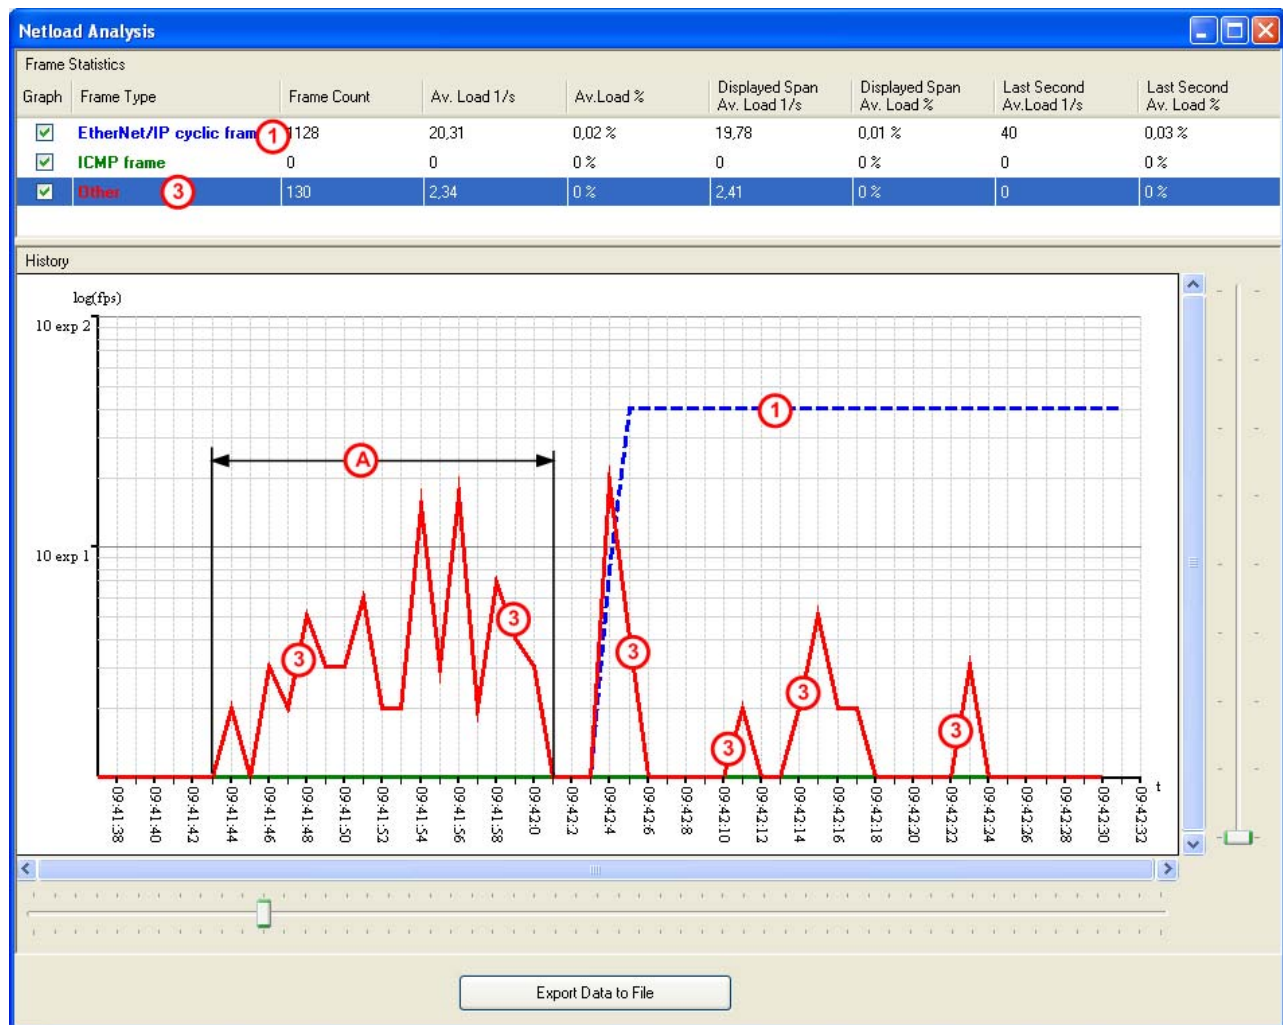 Netload Analysis
Frame Statistics
Graph Frame Type Frame Count Av. Load 1/s Av.Load % Displayed Span Av. Load 1/s Displayed Span Av. Load % Last Second Av.Load 1/s Last Second Av. Load %
EtherNet/IP cyclic fram 1 1128 20,31 0,02 % 19,78 0,01 % 40 0,03 %
ICMP frame 0 0 0 % 0 0 % 0 0 %
Other 3 130 2,34 0 % 2,41 0 % 0 0 %
History
log(fps)
10 exp 2
1
A
10 exp 1
3
3
3
3
3
3
t
09:41:38 09:41:40 09:41:42 09:41:44 09:41:46 09:41:48 09:41:50 09:41:52 09:41:54 09:41:56 09:41:58 09:42:0 09:42:2 09:42:4 09:42:6 09:42:8 09:42:10 09:42:12 09:42:14 09:42:16 09:42:18 09:42:20 09:42:22 09:42:24 09:42:26 09:42:28 09:42:30 09:42:32
Export Data to File